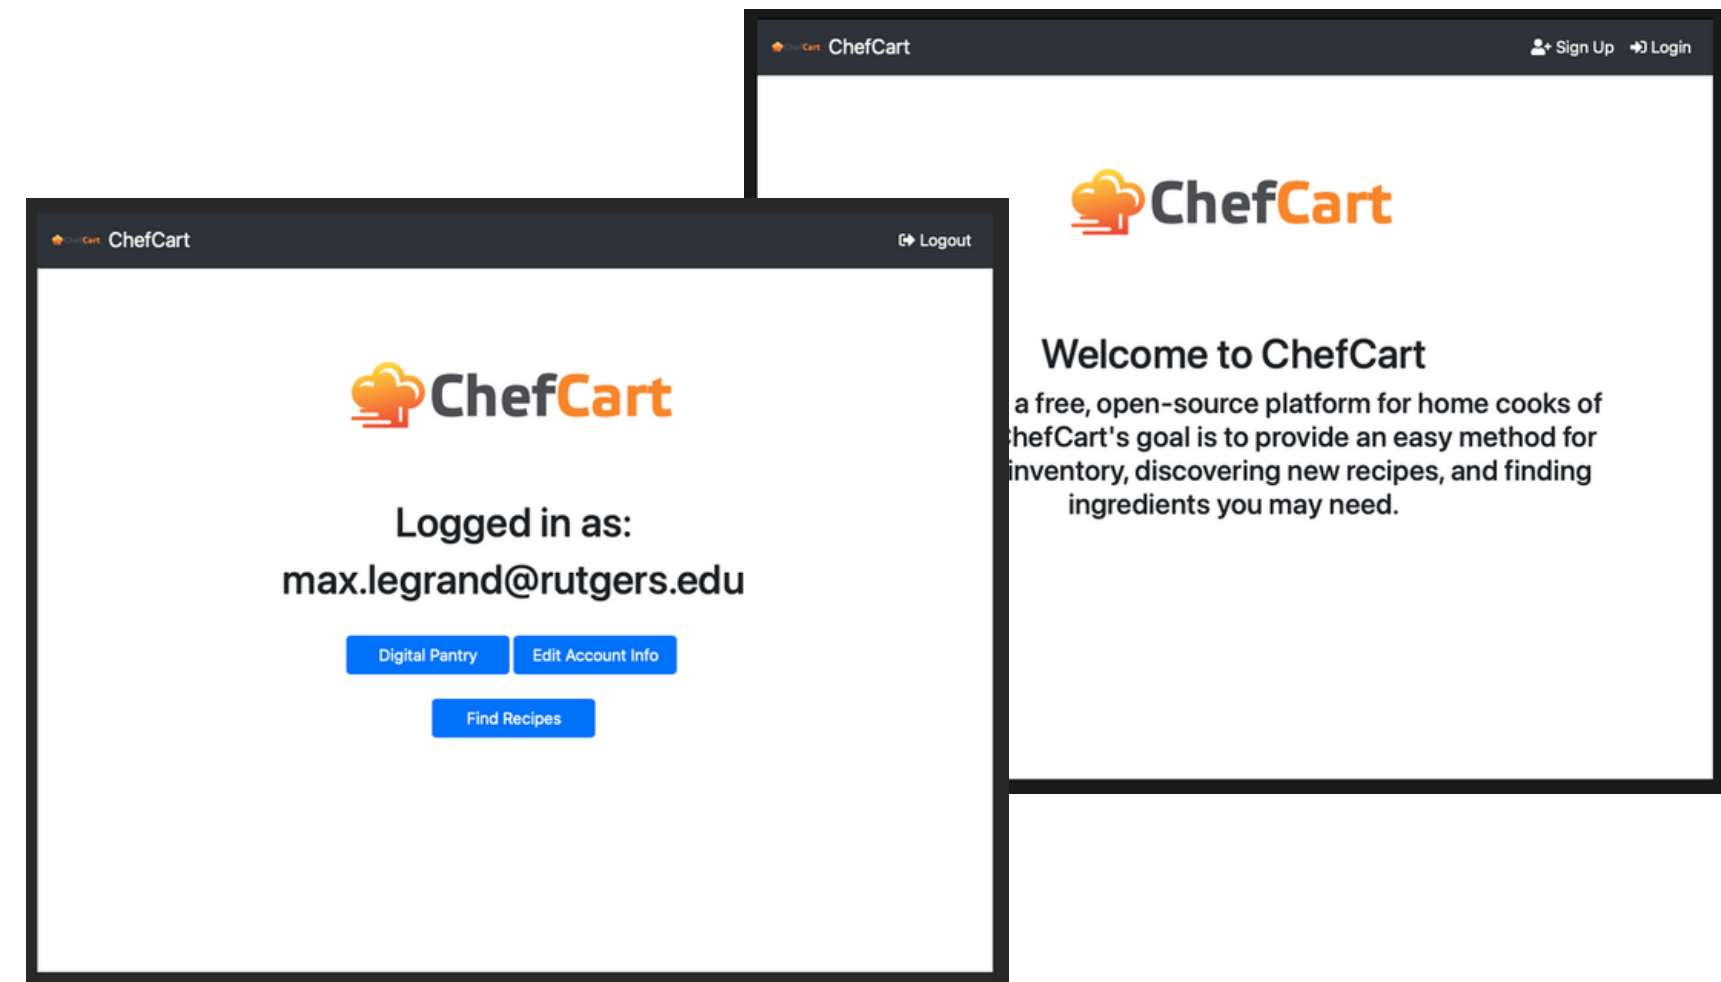 ChefCart ChefCart Sign Up Login
ChefCart
Welcome to ChefCart
a free, open-source platform for home cooks of
hefCart's goal is to provide an easy method for
inventory, discovering new recipes, and finding
ingredients you may need.
ChefCart ChefCart Logout
ChefCart
Logged in as:
max.legrand@rutgers.edu
Digital Pantry Edit Account Info
Find Recipes